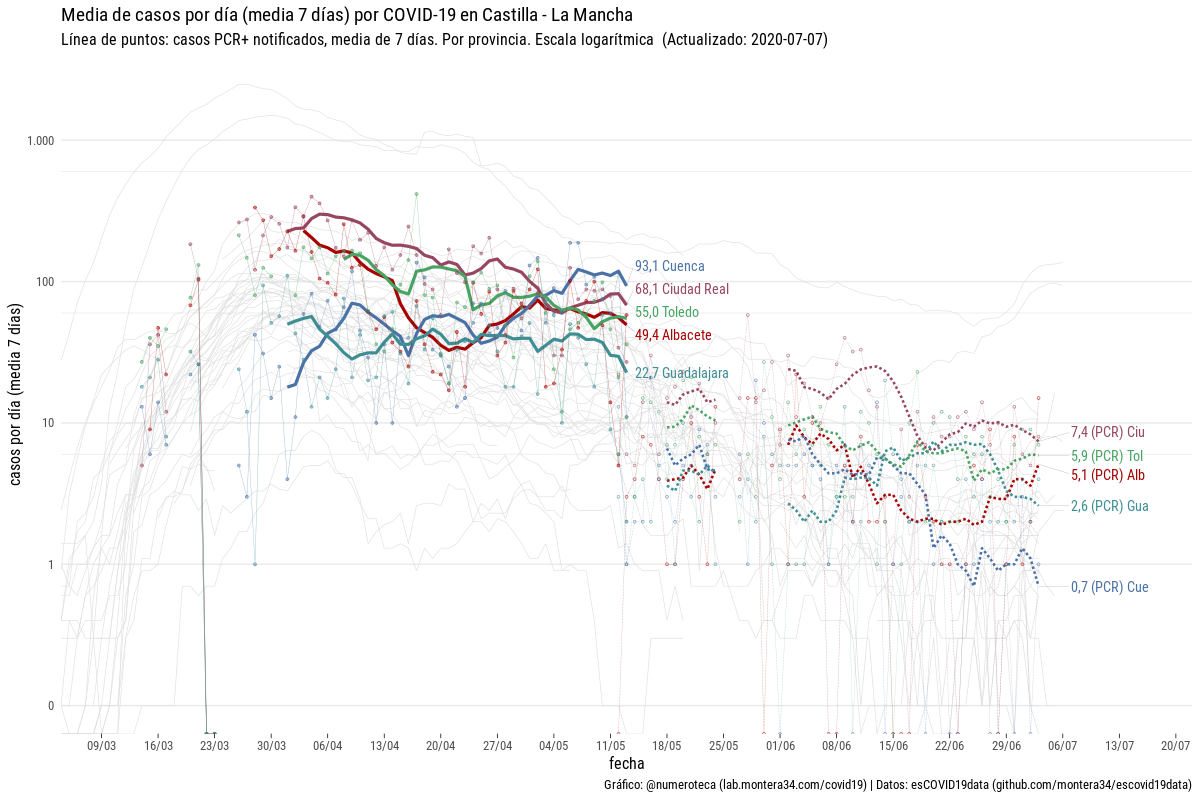 Media de casos por día (media 7 días) por COVID-19 en Castilla - La Mancha
Línea de puntos: casos PCR+ notificados, media de 7 días. Por provincia. Escala logarítmica  (Actualizado: 2020-07-07)
casos por día (media 7 días)
1.000
100
10
1
0
93,1 Cuenca
68,1 Ciudad Real
55,0 Toledo
49,4 Albacete
22,7 Guadalajara
7,4 (PCR) Ciu
5,9 (PCR) Tol
5,1 (PCR) Alb
2,6 (PCR) Gua
0,7 (PCR) Cue
09/03 16/03 23/03 30/03 06/04 13/04 20/04 27/04 04/05 11/05 18/05 25/05 01/06 08/06 15/06 22/06 29/06 06/07 13/07 20/07
fecha
Gráfico: @numeroteca (lab.montera34.com/covid19) | Datos: esCOVID19data (github.com/montera34/escovid19data)